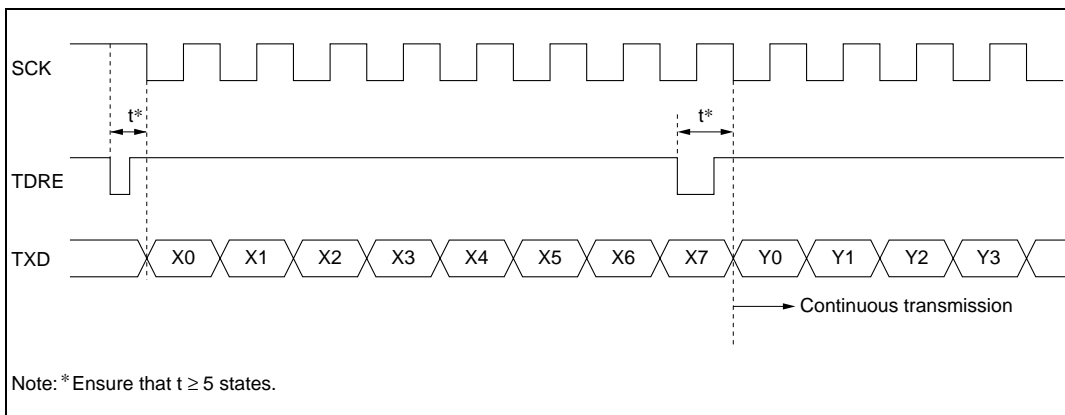 SCK
t* t*
TDRE
TXD X0 X1 X2 X3 X4 X5 X6 X7 Y0 Y1 Y2 Y3
Continuous transmission
Note: * Ensure that t ≥ 5 states.